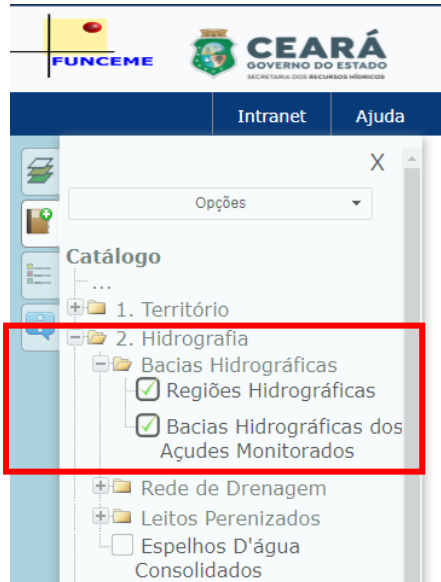 FUNCEME
CEARÁ
GOVERNO DO ESTADO
SECRETARIA DOS RECURSOS HÍDRICOS
Intranet Ajuda
X
Opções
Catálogo
...
1. Território
2. Hidrografia
Bacias Hidrográficas
Regiões Hidrográficas
Bacias Hidrográficas dos
Açudes Monitorados
Rede de Drenagem
Leitos Perenizados
Espelhos D'água
Consolidados